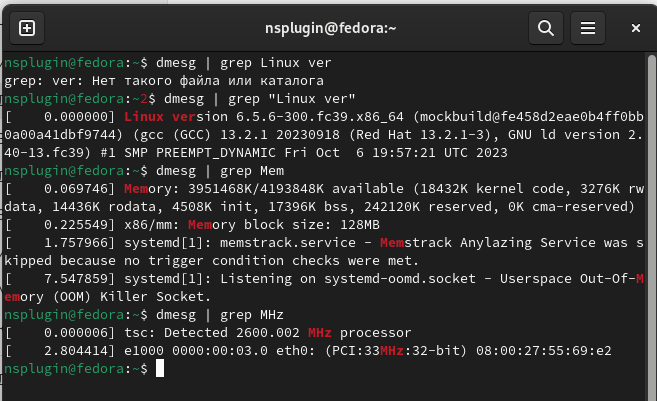 nsplugin@fedora:~
nsplugin@fedora:~$ dmesg | grep Linux ver
grep: ver: Нет такого файла или каталога
nsplugin@fedora:~2$ dmesg | grep "Linux ver"
[    0.000000] Linux version 6.5.6-300.fc39.x86_64 (mockbuild@fe458d2eae0b4ff0bb
0a00a41dbf9744) (gcc (GCC) 13.2.1 20230918 (Red Hat 13.2.1-3), GNU ld version 2.
40-13.fc39) #1 SMP PREEMPT_DYNAMIC Fri Oct  6 19:57:21 UTC 2023
nsplugin@fedora:~$ dmesg | grep Mem
[    0.069746] Memory: 3951468K/4193848K available (18432K kernel code, 3276K rw
data, 14436K rodata, 4508K init, 17396K bss, 242120K reserved, 0K cma-reserved)
[    0.225549] x86/mm: Memory block size: 128MB
[    1.757966] systemd[1]: memstrack.service - Memstrack Anylazing Service was s
kipped because no trigger condition checks were met.
[    7.547859] systemd[1]: Listening on systemd-oomd.socket - Userspace Out-Of-M
emory (OOM) Killer Socket.
nsplugin@fedora:~$ dmesg | grep MHz
[    0.000006] tsc: Detected 2600.002 MHz processor
[    2.804414] e1000 0000:00:03.0 eth0: (PCI:33MHz:32-bit) 08:00:27:55:69:e2
nsplugin@fedora:~$